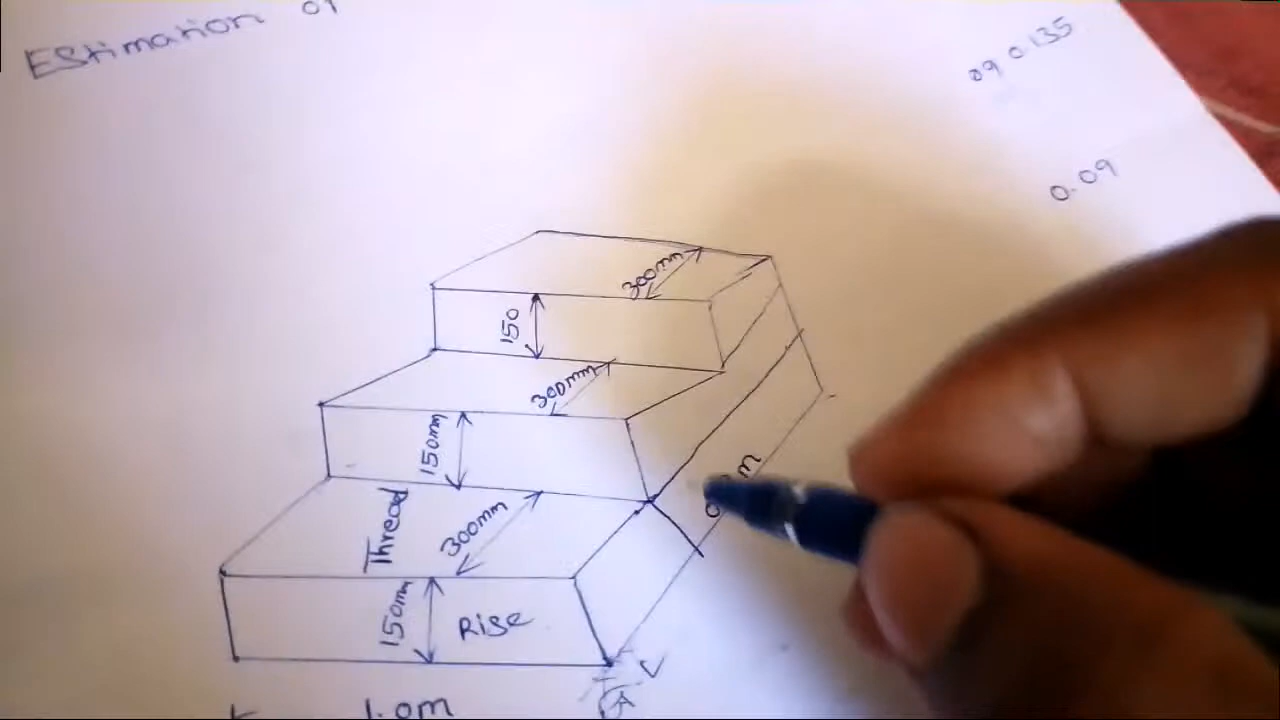 EStimation of
09 0.135
0.09
300mm
150
300mm
150mm
Thread
300mm
150mm
Rise
m
1.0m
A